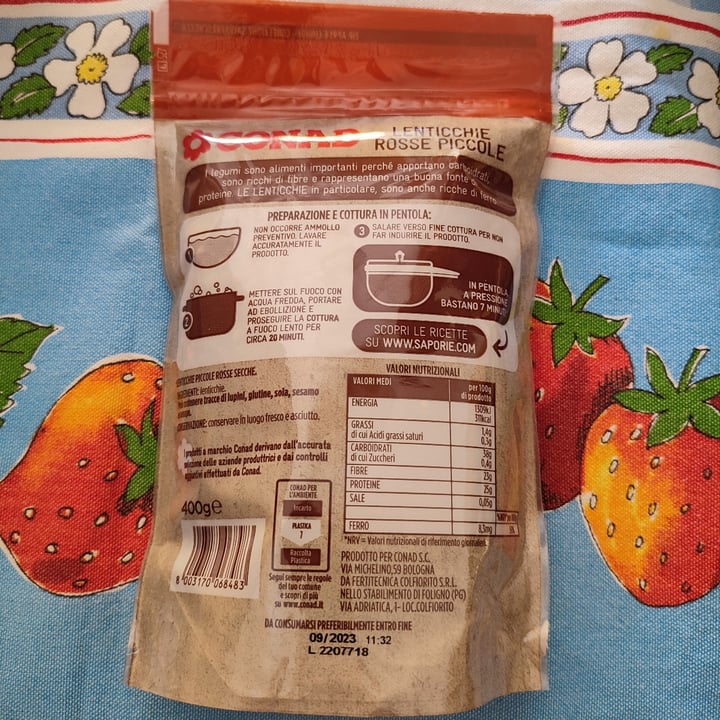 CONAD
LENTICCHIE
ROSSE PICCOLE
I legumi sono alimenti importanti perché apportano carboidrati,
sono ricchi di fibre e rappresentano una buona fonte di
proteine. LE LENTICCHIE in particolare, sono anche ricche di ferro.
PREPARAZIONE E COTTURA IN PENTOLA:
1
NON OCCORRE AMMOLLO
PREVENTIVO. LAVARE
ACCURATAMENTE IL
PRODOTTO.
2
METTERE SUL FUOCO CON
ACQUA FREDDA, PORTARE
AD EBOLLIZIONE E
PROSEGUIRE LA COTTURA
A FUOCO LENTO PER
CIRCA 20 MINUTI.
3 SALARE VERSO FINE COTTURA PER NON
FAR INDURIRE IL PRODOTTO.
IN PENTOLA
A PRESSIONE
BASTANO 7 MINUTI
SCOPRI LE RICETTE
SU WWW.SAPORIE.COM
LENTICCHIE PICCOLE ROSSE SECCHE.
INGREDIENTI: lenticchie.
contenere tracce di lupini, glutine, soia, sesamo
CONSERVAZIONE: conservare in luogo fresco e asciutto.
I prodotti a marchio Conad derivano dall'accurata
selezione delle aziende produttrici e dai controlli
effettuati da Conad.
400g e
8 003170 068483
CONAD PER
L'AMBIENTE
Incarto
PLASTICA
7
Raccolta
Plastica
Segui sempre le regole
del tuo comune
e scopri di più
su www.conad.it
VALORI NUTRIZIONALI
VALORI MEDI per 100g di prodotto
ENERGIA 1309kJ
311kcal
GRASSI 1,4g
di cui Acidi grassi saturi 0,3g
CARBOIDRATI 38g
di cui Zuccheri 0,4g
FIBRE 23g
PROTEINE 25g
SALE 0,05g
FERRO 8,3mg
*NRV = Valori nutrizionali di riferimento giornalieri
PRODOTTO PER CONAD S.C.
VIA MICHELINO,59 BOLOGNA
DA FERTITECNICA COLFIORITO S.R.L.
NELLO STABILIMENTO DI FOLIGNO (PG)
VIA ADRIATICA, 1- LOC.COLFIORITO
DA CONSUMARSI PREFERIBILMENTE ENTRO FINE
09/2023 11:32
L 2207718